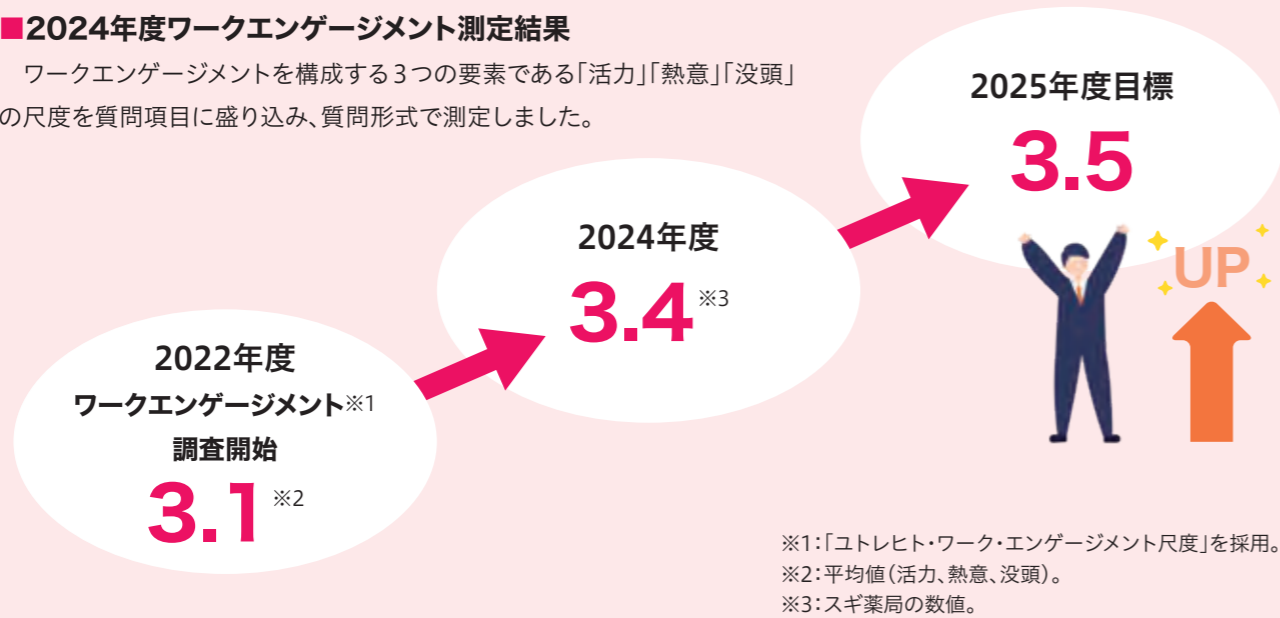 ■2024年度ワークエンゲージメント測定結果
ワークエンゲージメントを構成する3つの要素である「活力」「熱意」「没頭」
の尺度を質問項目に盛り込み、質問形式で測定しました。
2022年度
ワークエンゲージメント※1
調査開始
3.1※2
2024年度
3.4※3
2025年度目標
3.5
UP
※1:「ユトレヒト・ワーク・エンゲージメント尺度」を採用。
※2:平均値(活力、熱意、没頭)。
※3:スギ薬局の数値。